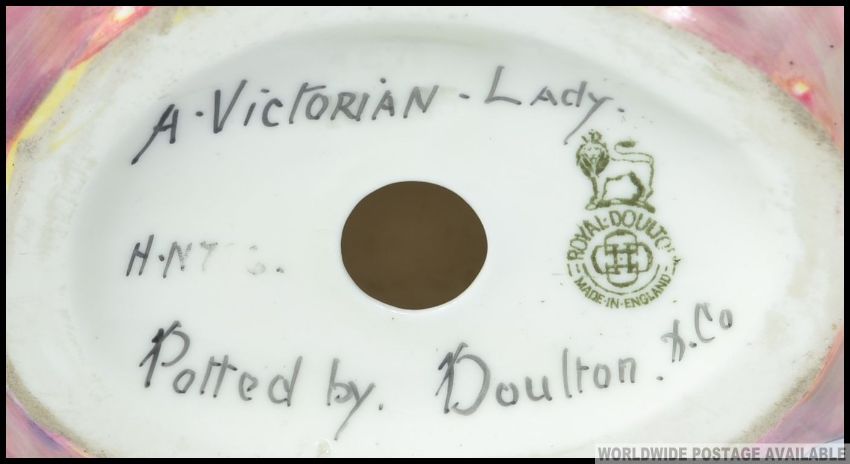 A·VICTORIAN - Lady.
ROYAL·DOULTON
MADE·IN·ENGLAND
Potted by. Doulton. & Co
WORLDWIDE POSTAGE AVAILABLE